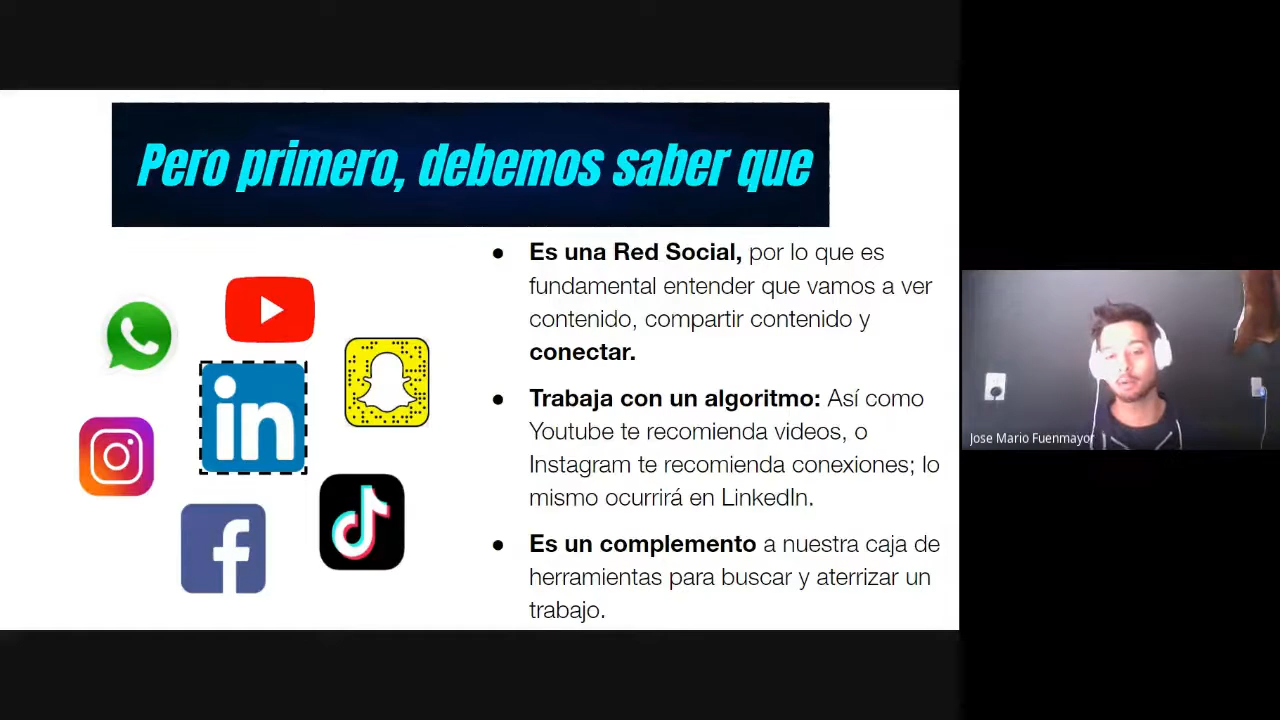 Pero primero, debemos saber que
● Es una Red Social, por lo que es
fundamental entender que vamos a ver
contenido, compartir contenido y
conectar.
● Trabaja con un algoritmo: Así como
Youtube te recomienda videos, o
Instagram te recomienda conexiones; lo
mismo ocurrirá en LinkedIn.
● Es un complemento a nuestra caja de
herramientas para buscar y aterrizar un
trabajo.
in
Jose Mario Fuenmayor